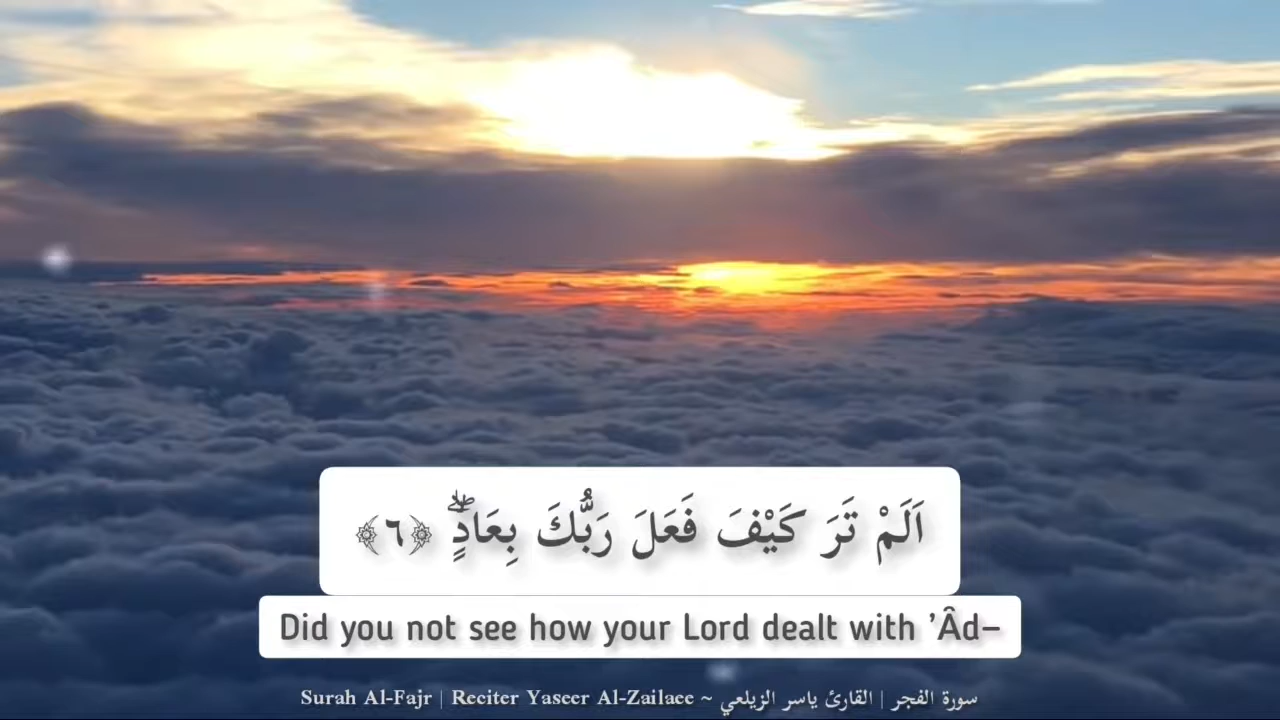 اَلَمْ تَرَ كَيْفَ فَعَلَ رَبُّكَ بِعَادٍۖ ﴿٦﴾
Did you not see how your Lord dealt with ’Âd–
Surah Al-Fajr | Reciter Yaseer Al-Zailaee ~ سورة الفجر | القارئ ياسر الزيلعي